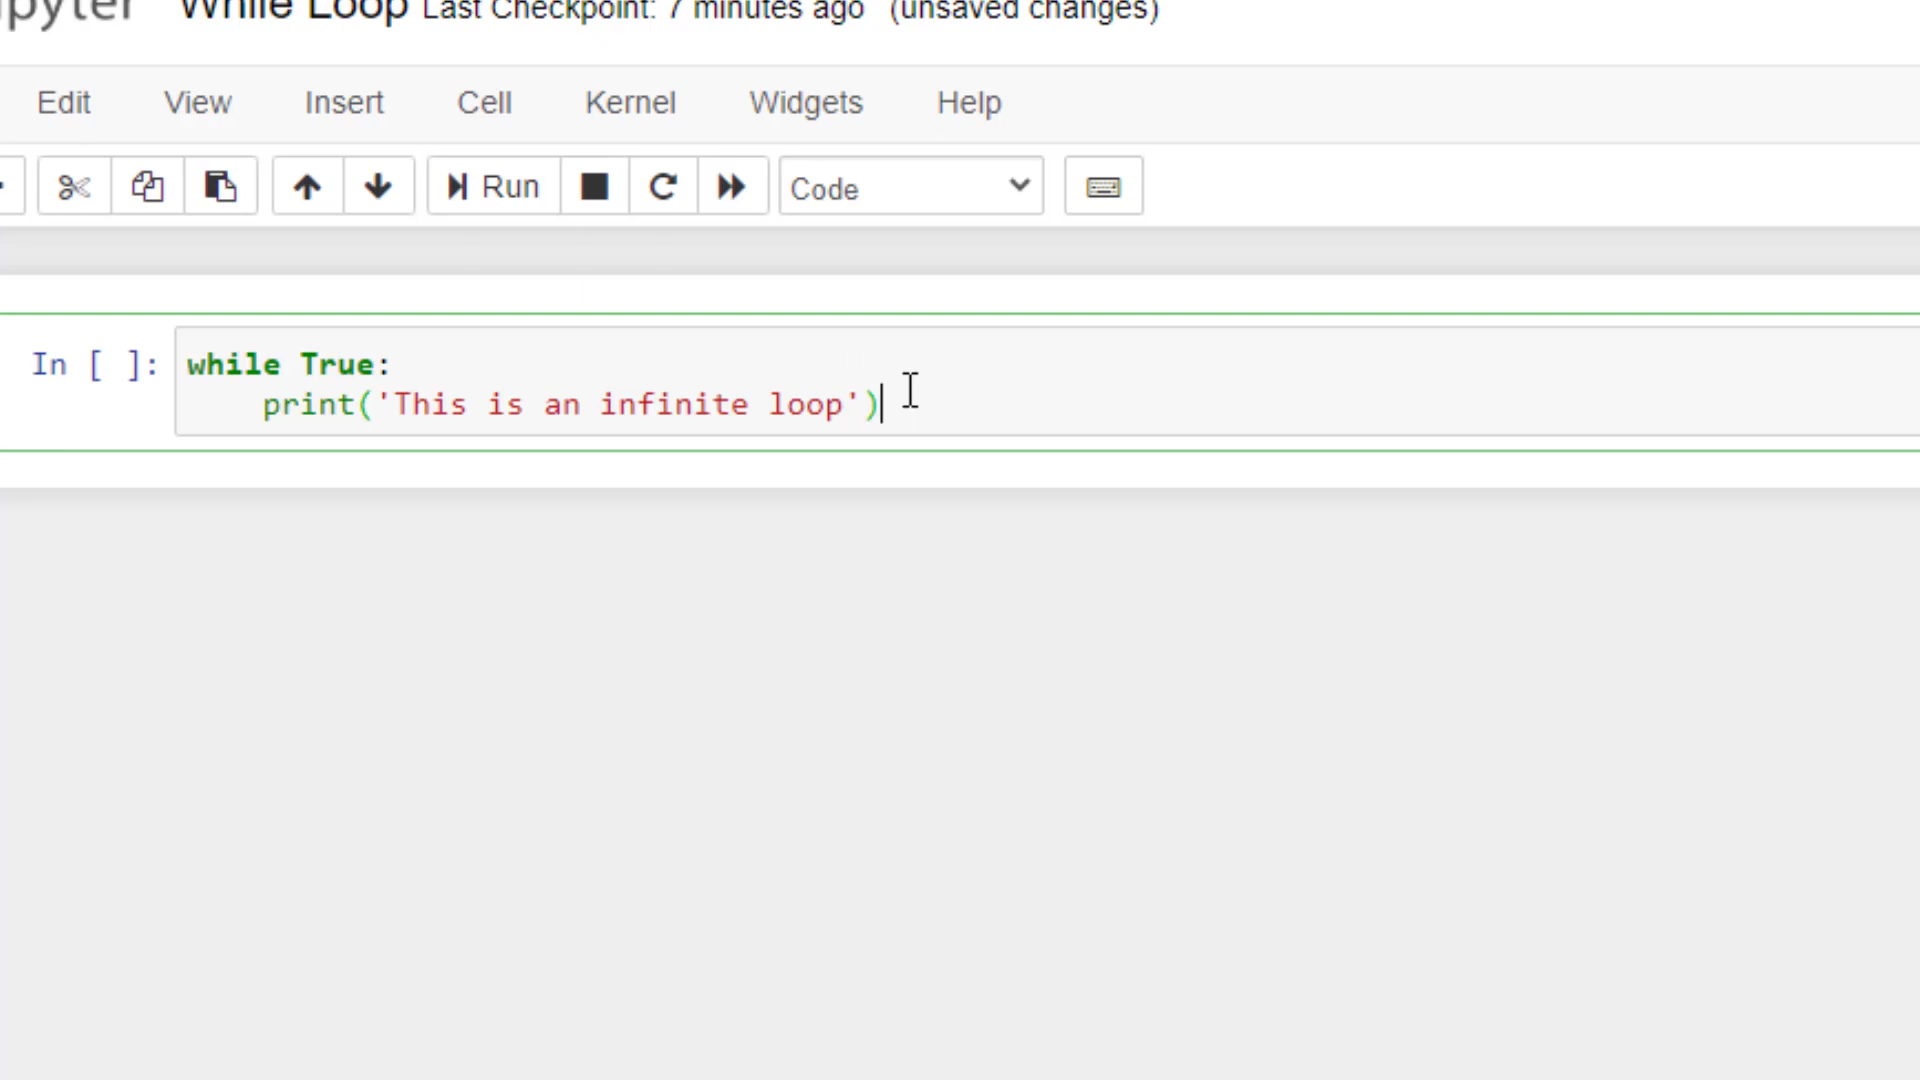 While Loop Last Checkpoint: 7 minutes ago (unsaved changes)
Edit View Insert Cell Kernel Widgets Help
Run Code
In [ ]: while True:
    print('This is an infinite loop')